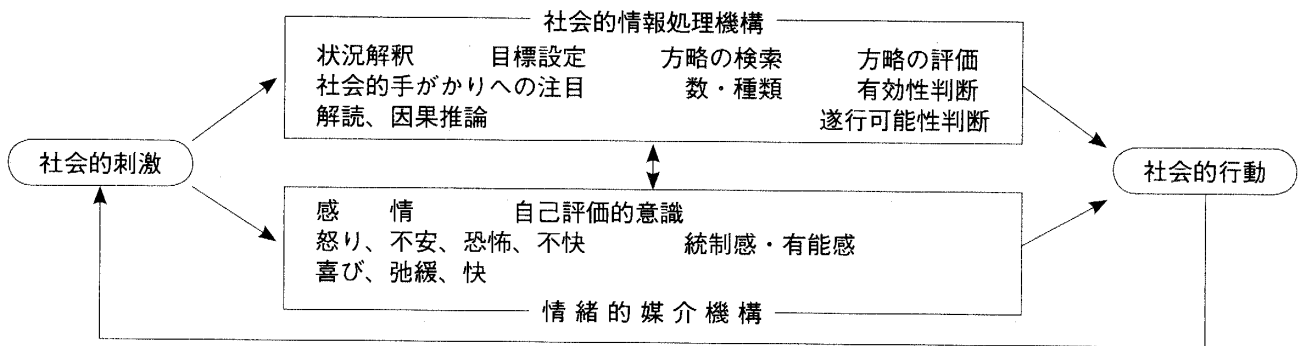 社会的情報処理機構
状況解釈 目標設定 方略の検索 方略の評価
社会的手がかりへの注目 数・種類 有効性判断
解読、因果推論 遂行可能性判断
社会的刺激
社会的行動
感 情 自己評価的意識
怒り、不安、恐怖、不快 統制感・有能感
喜び、弛緩、快
情緒的媒介機構